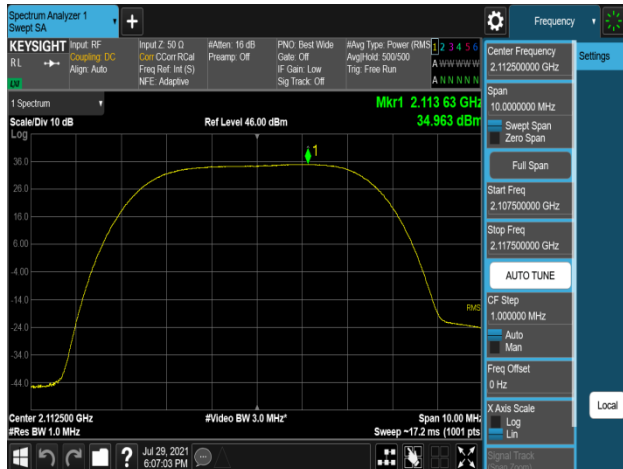 Spectrum Analyzer 1
Swept SA
Frequency
KEYSIGHT
RL
LXI
Input: RF
Coupling: DC
Align: Auto
Input Z: 50 Ω
Corr CCorr RCal
Freq Ref: Int (S)
NFE: Adaptive
#Atten: 16 dB
Preamp: Off
PNO: Best Wide
Gate: Off
IF Gain: Low
Sig Track: Off
#Avg Type: Power (RMS
Avg|Hold: 500/500
Trig: Free Run
1 2 3 4 5 6
A W W W W W
A N N N N N
1 Spectrum
Scale/Div 10 dB
Log
Ref Level 46.00 dBm
Mkr1 2.113 63 GHz
34.963 dBm
1
36.0
26.0
16.0
6.00
-4.00
-14.0
-24.0
-34.0
-44.0
RMS
Center 2.112500 GHz
#Res BW 1.0 MHz
#Video BW 3.0 MHz*
Span 10.00 MHz
Sweep ~17.2 ms (1001 pts
Jul 29, 2021
6:07:03 PM
?
Center Frequency
2.112500000 GHz
Settings
Span
10.0000000 MHz
Swept Span
Zero Span
Full Span
Start Freq
2.107500000 GHz
Stop Freq
2.117500000 GHz
AUTO TUNE
CF Step
1.000000 MHz
Auto
Man
Freq Offset
0 Hz
X Axis Scale
Log
Lin
Local
Signal Track
(Span Zoom)